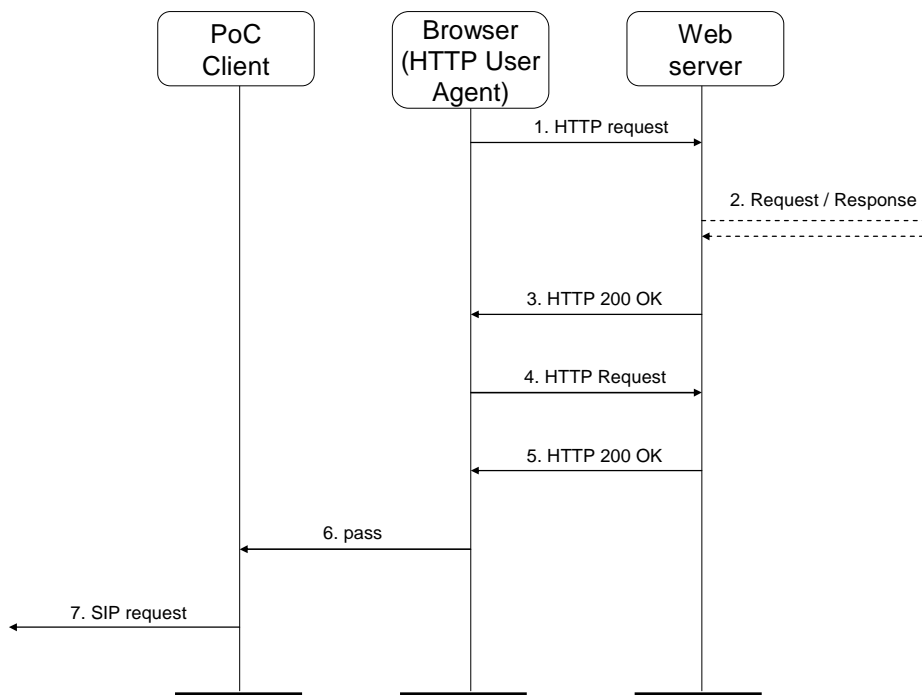 PoC
Client
Browser
(HTTP User
Agent)
Web
server
1. HTTP request
2. Request / Response
3. HTTP 200 OK
4. HTTP Request
5. HTTP 200 OK
6. pass
7. SIP request